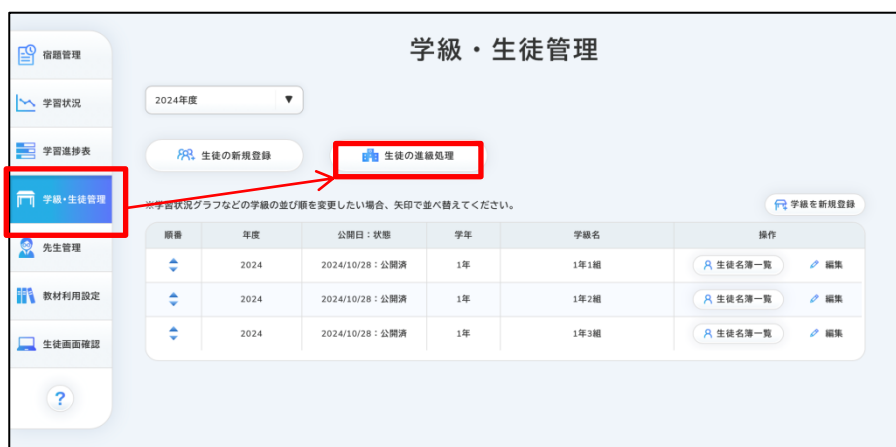 学級・生徒管理
宿題管理
学習状況
学習進捗表
学級・生徒管理
先生管理
教材利用設定
生徒画面確認
?
2024年度 ▼
生徒の新規登録 生徒の進級処理
※学習状況グラフなどの学級の並び順を変更したい場合、矢印で並べ替えてください。 学級を新規登録
順番 年度 公開日：状態 学年 学級名 操作
2024 2024/10/28：公開済 1年 1年1組 生徒名簿一覧 編集
2024 2024/10/28：公開済 1年 1年2組 生徒名簿一覧 編集
2024 2024/10/28：公開済 1年 1年3組 生徒名簿一覧 編集